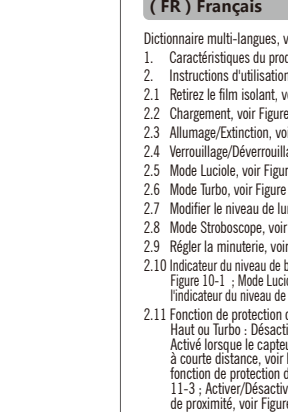 ( FR ) Français
Dictionnaire multi-langues, v
1. Caractéristiques du prod
2. Instructions d'utilisation
2.1 Retirez le film isolant, v
2.2 Chargement, voir Figure
2.3 Allumage/Extinction, voi
2.4 Verrouillage/Déverrouilla
2.5 Mode Luciole, voir Figur
2.6 Mode Turbo, voir Figure
2.7 Modifier le niveau de lu
2.8 Mode Stroboscope, voir
2.9 Régler la minuterie, voir
2.10 Indicateur du niveau de b
Figure 10-1 ; Mode Lucio
l'indicateur du niveau de
2.11 Fonction de protection d
Haut ou Turbo : Désacti
Activé lorsque le capteu
à courte distance, voir
fonction de protection d
11-3 ; Activer/Désactiv
de proximité, voir Figure